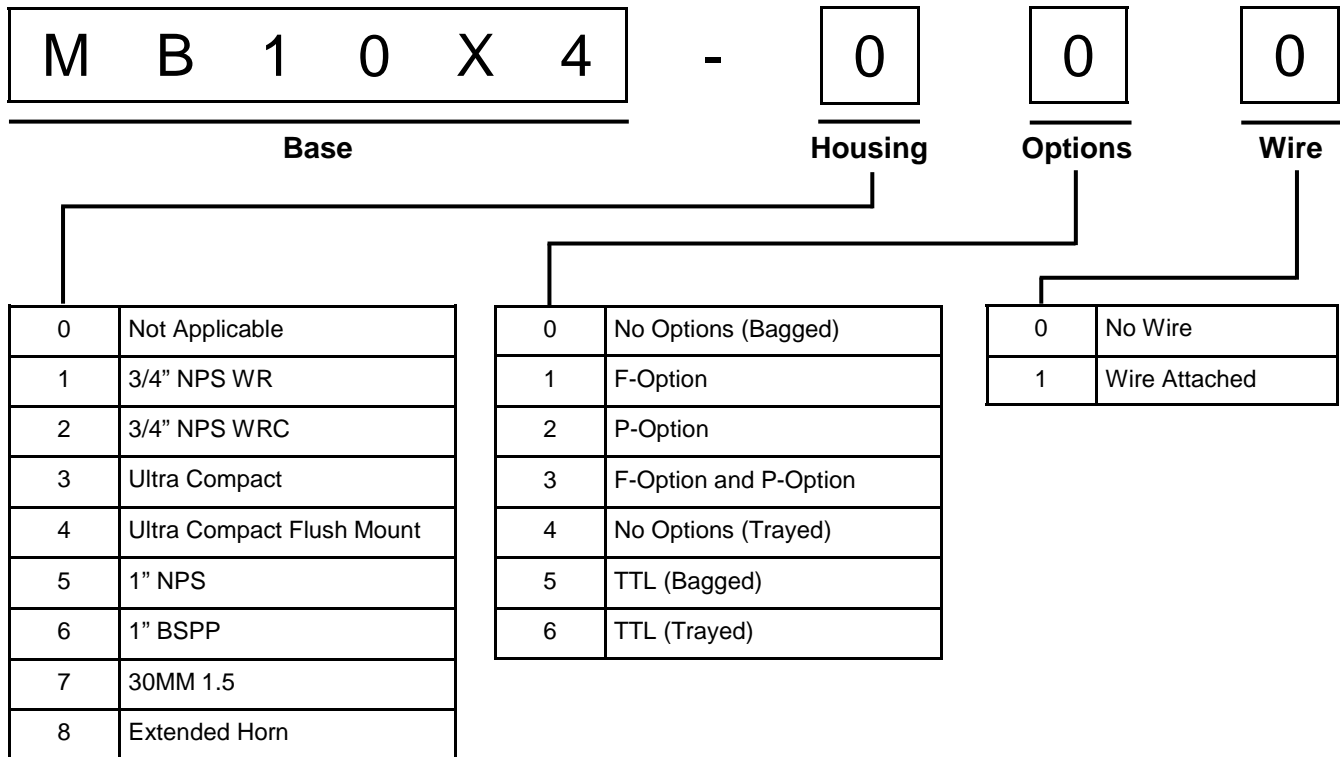 M B 1 0 X 4 - 0 0 0
Base Housing Options Wire
0 Not Applicable
1 3/4” NPS WR
2 3/4” NPS WRC
3 Ultra Compact
4 Ultra Compact Flush Mount
5 1” NPS
6 1” BSPP
7 30MM 1.5
8 Extended Horn
0 No Options (Bagged)
1 F-Option
2 P-Option
3 F-Option and P-Option
4 No Options (Trayed)
5 TTL (Bagged)
6 TTL (Trayed)
0 No Wire
1 Wire Attached